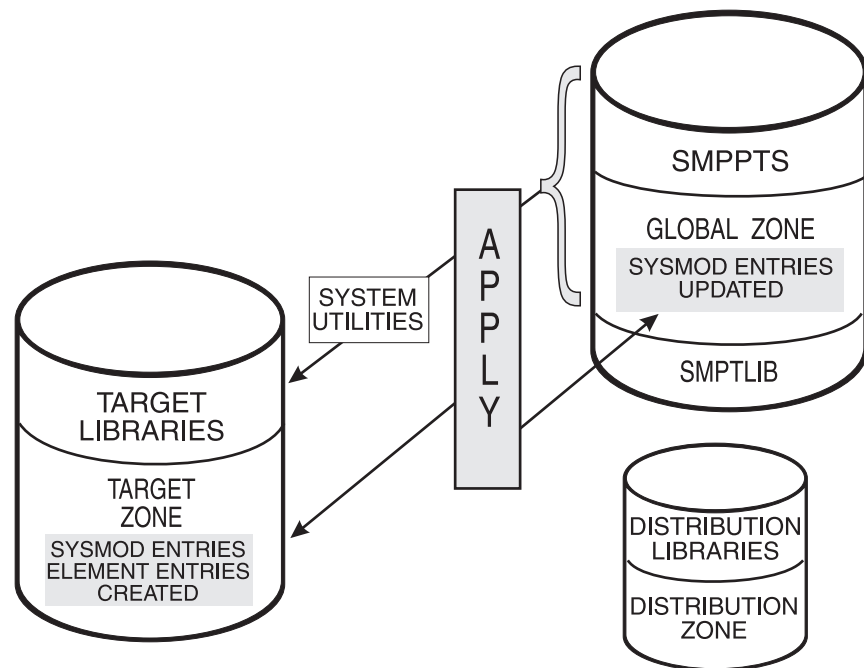 SMPPTS
GLOBAL ZONE
SYSMOD ENTRIES
UPDATED
SMPTLIB
APPLY
SYSTEM
UTILITIES
TARGET
LIBRARIES
TARGET
ZONE
SYSMOD ENTRIES
ELEMENT ENTRIES
CREATED
DISTRIBUTION
LIBRARIES
DISTRIBUTION
ZONE